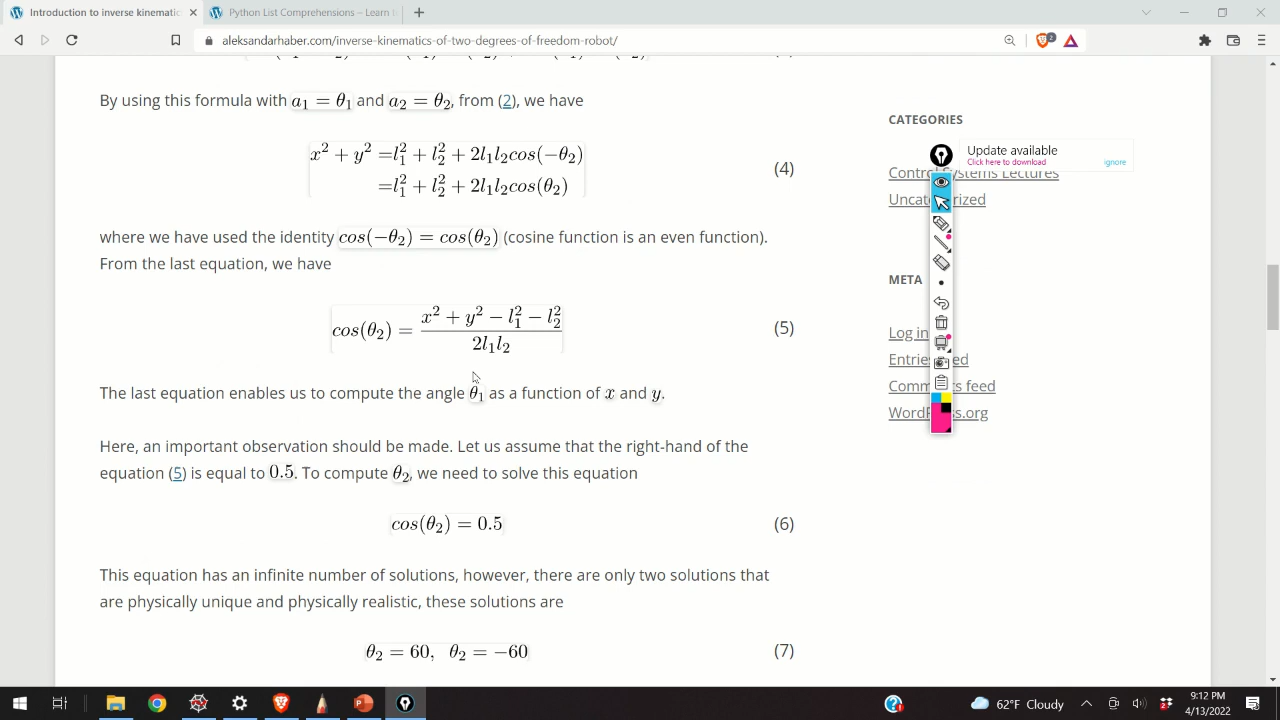 Introduction to inverse kinemati
Python List Comprehensions – Learn t
aleksandarhaber.com/inverse-kinematics-of-two-degrees-of-freedom-robot/
2
By using this formula with a₁ = θ₁ and a₂ = θ₂, from (2), we have
x² + y² = l₁² + l₂² + 2l₁l₂cos(−θ₂)
= l₁² + l₂² + 2l₁l₂cos(θ₂)
(4)
where we have used the identity cos(−θ₂) = cos(θ₂) (cosine function is an even function).
From the last equation, we have
cos(θ₂) = (x² + y² − l₁² − l₂²) / (2l₁l₂)
(5)
The last equation enables us to compute the angle θ₁ as a function of x and y.
Here, an important observation should be made. Let us assume that the right-hand of the
equation (5) is equal to 0.5. To compute θ₂, we need to solve this equation
cos(θ₂) = 0.5
(6)
This equation has an infinite number of solutions, however, there are only two solutions that
are physically unique and physically realistic, these solutions are
θ₂ = 60, θ₂ = −60
(7)
CATEGORIES
Update available
Click here to download
ignore
Control Systems Lectures
META
Log in
WordPress.org
62°F Cloudy
2
9:12 PM
4/13/2022